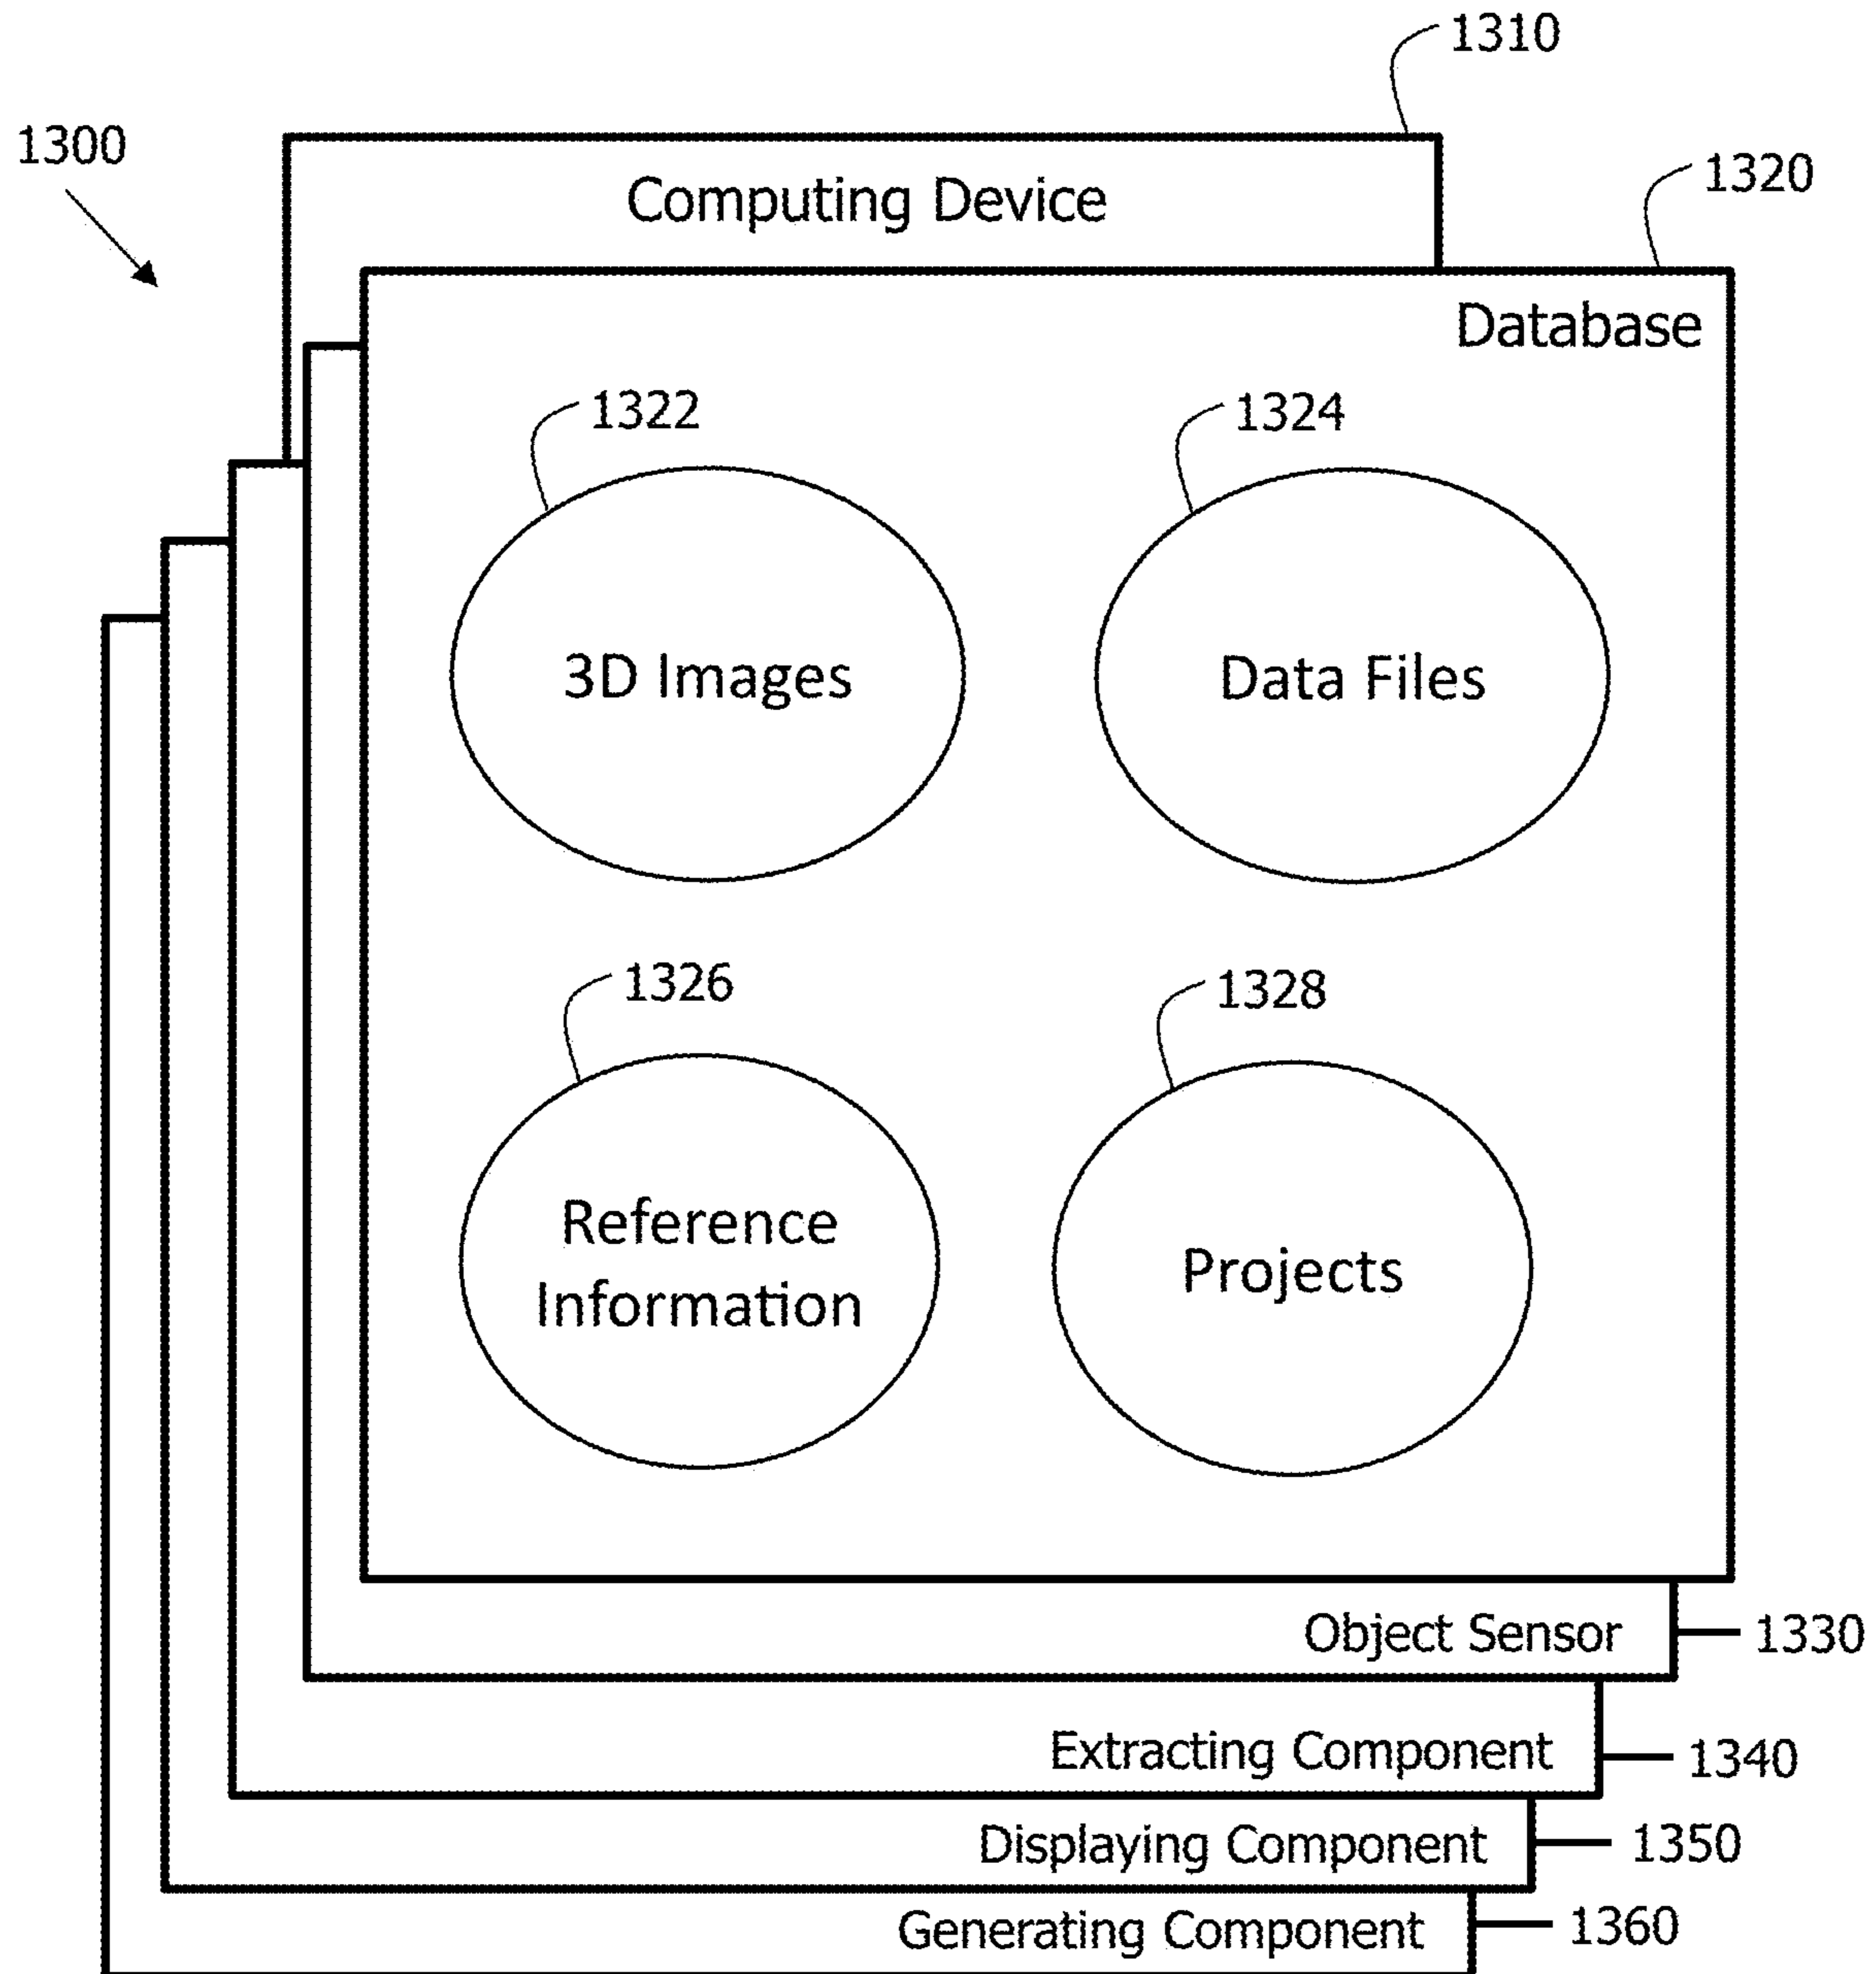 1310
1300
Computing Device
1320
Database
1322
1324
3D Images
Data Files
1326
1328
Reference
Information
Projects
Object Sensor
1330
Extracting Component
1340
Displaying Component
1350
Generating Component
1360